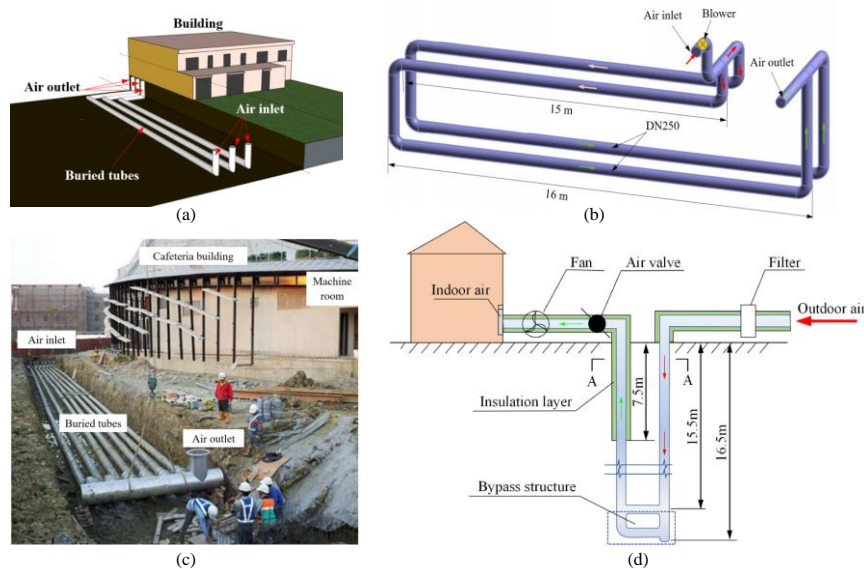 Building
Air outlet
Air inlet
Buried tubes
(a)
Air inlet
Blower
Air outlet
15 m
DN250
16 m
(b)
Cafeteria building
Machine
room
Air inlet
Buried tubes
Air outlet
(c)
Fan
Air valve
Filter
Indoor air
Outdoor air
A
A
Insulation layer
7.5m
15.5m
16.5m
Bypass structure
(d)